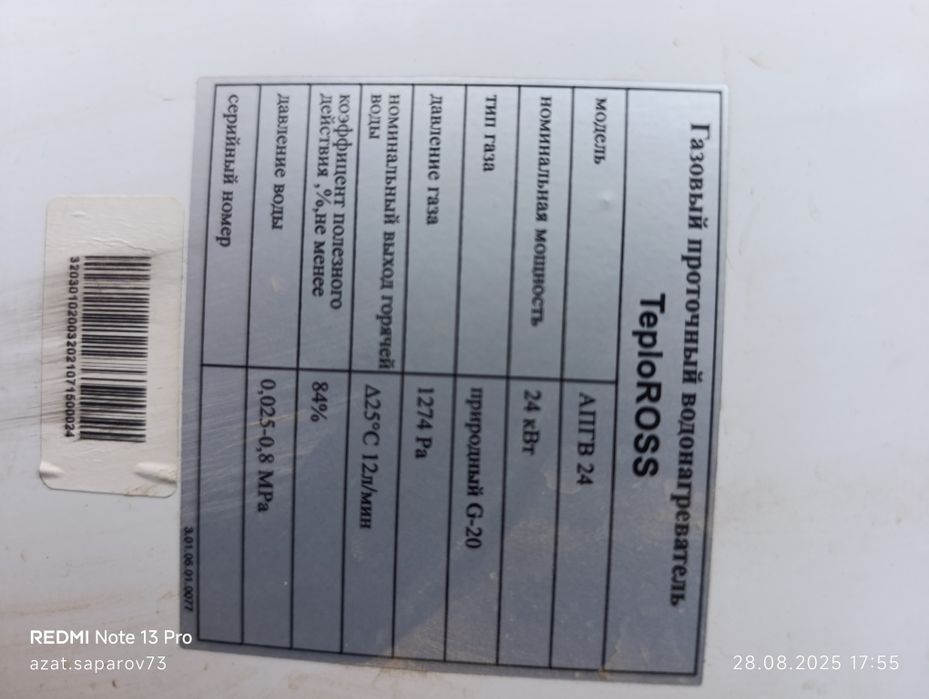 Газовый проточный водонагреватель
TeploROSS
модель АПГВ 24
номинальная мощность 24 кВт
тип газа природный G-20
давление газа 1274 Pa
номинальный выход горячей
воды Δ25°С 12л/мин
коэффицент полезного
действия ,%,не менее 84%
давление воды 0,025-0,8 MPa
серийный номер
3.01.06.01.0077
320301020032021071500024
REDMI Note 13 Pro
azat.saparov73
28.08.2025 17:55